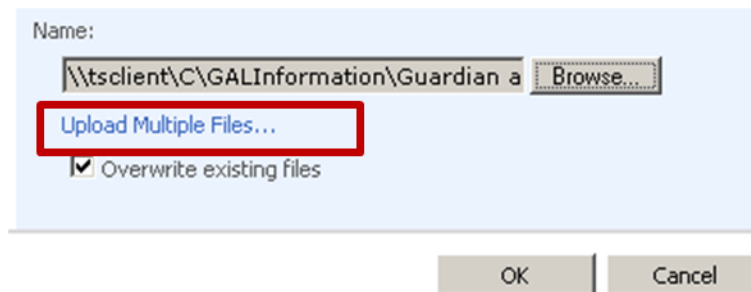 Name:
\\tsclient\C\GALInformation\Guardian a Browse...
Upload Multiple Files...
Overwrite existing files
OK Cancel